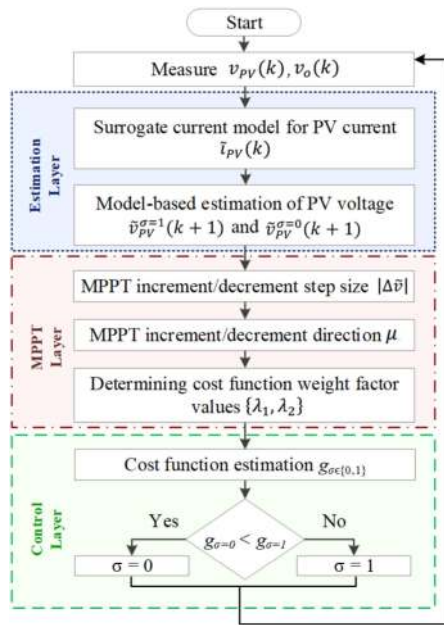 Start
Measure v_PV(k), v_o(k)
Estimation
Layer
Surrogate current model for PV current
ĩ_PV(k)
Model-based estimation of PV voltage
ṽ_PV^{σ=1}(k+1) and ṽ_PV^{σ=0}(k+1)
MPPT
Layer
MPPT increment/decrement step size |Δṽ|
MPPT increment/decrement direction μ
Determining cost function weight factor
values {λ₁, λ₂}
Control
Layer
Cost function estimation g_{σ∈{0,1}}
Yes
No
g_{σ=0} < g_{σ=1}
σ = 0
σ = 1